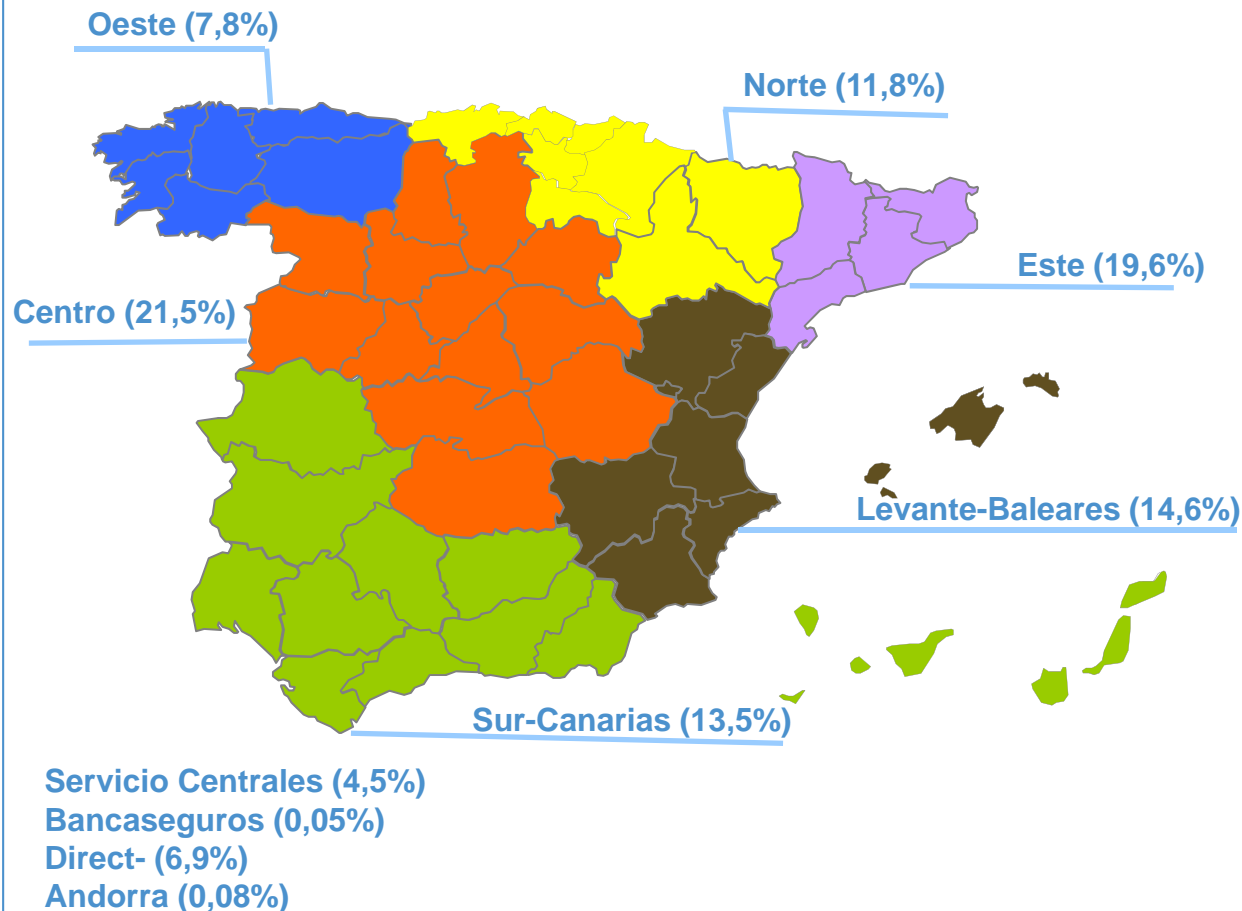 Oeste (7,8%)
Norte (11,8%)
Este (19,6%)
Centro (21,5%)
Levante-Baleares (14,6%)
Sur-Canarias (13,5%)
Servicio Centrales (4,5%)
Bancaseguros (0,05%)
Direct- (6,9%)
Andorra (0,08%)